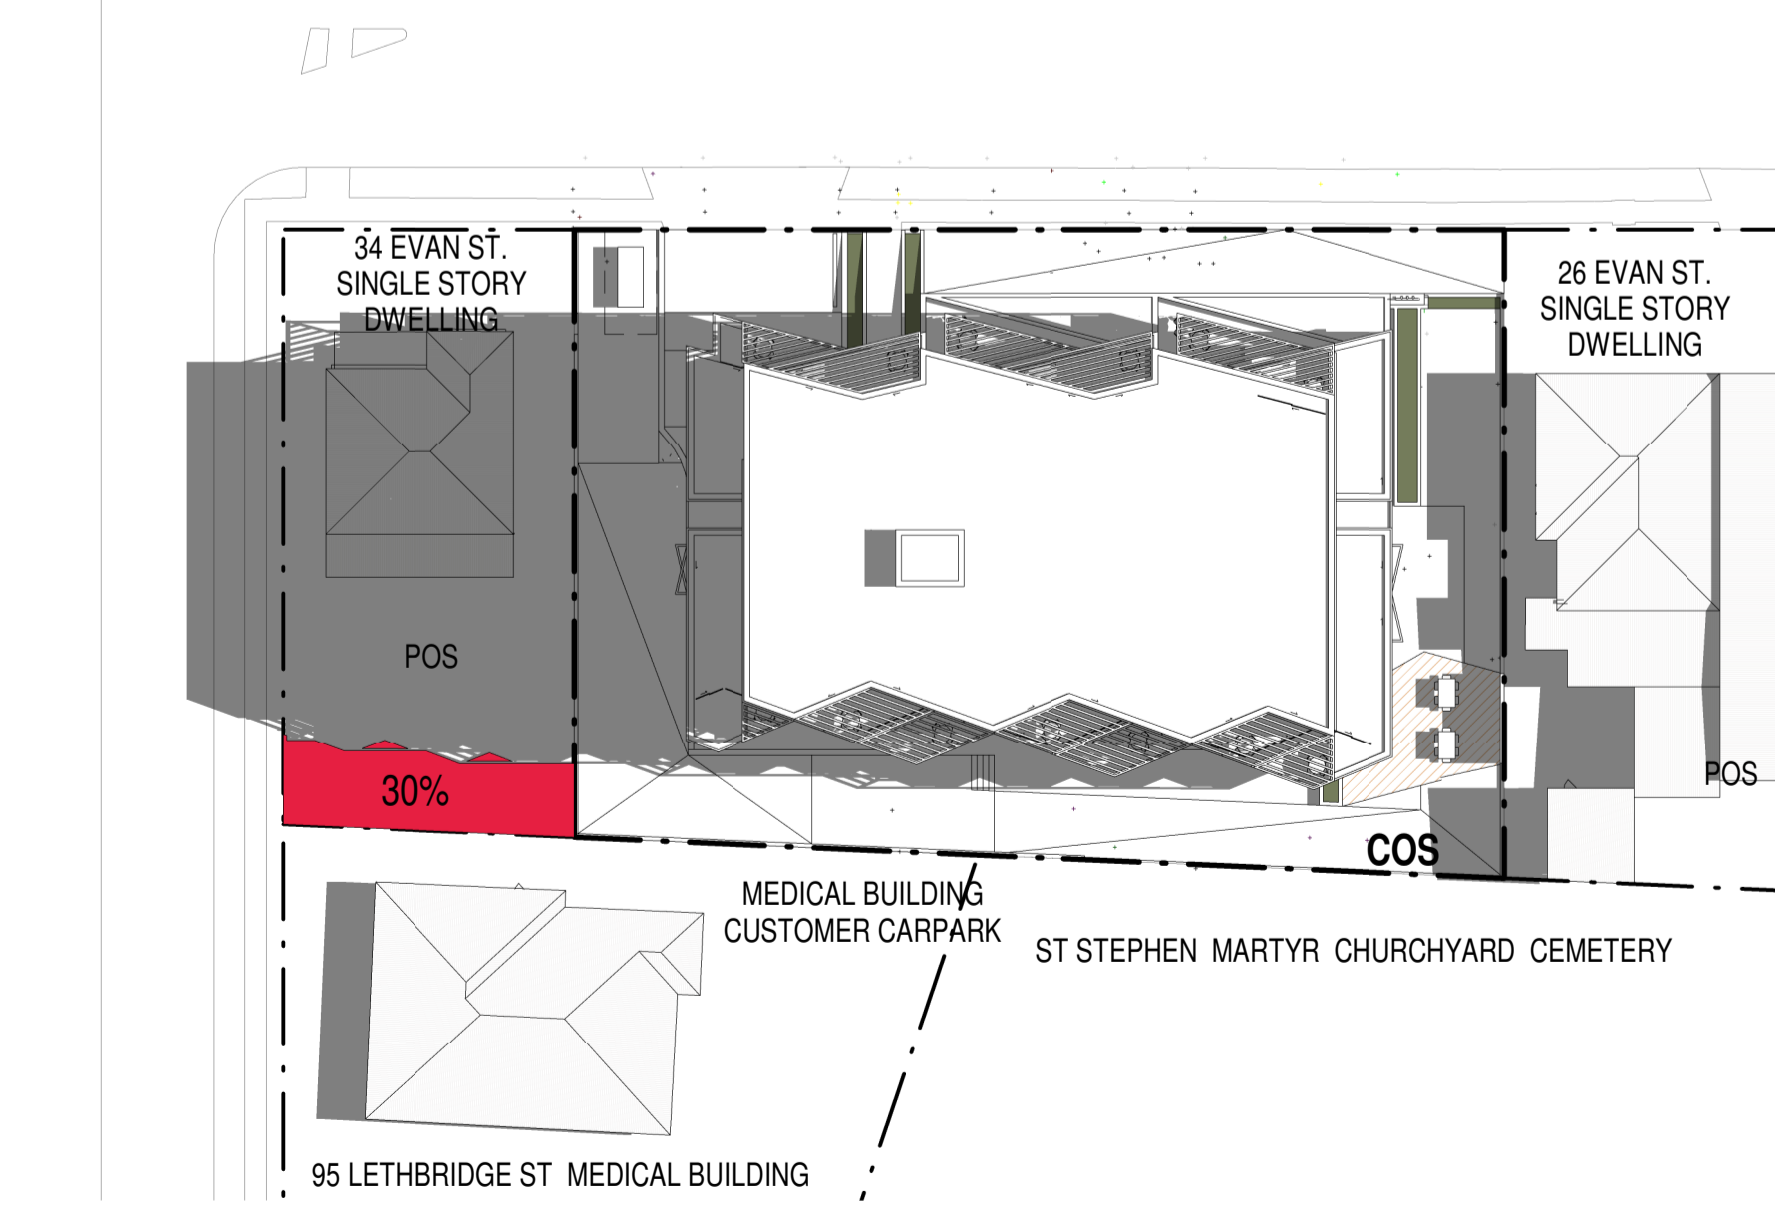 34 EVAN ST.
SINGLE STORY
DWELLING
26 EVAN ST.
SINGLE STORY
DWELLING
POS
POS
30%
COS
MEDICAL BUILDING
CUSTOMER CARPARK
ST STEPHEN MARTYR CHURCHYARD CEMETERY
95 LETHBRIDGE ST MEDICAL BUILDING